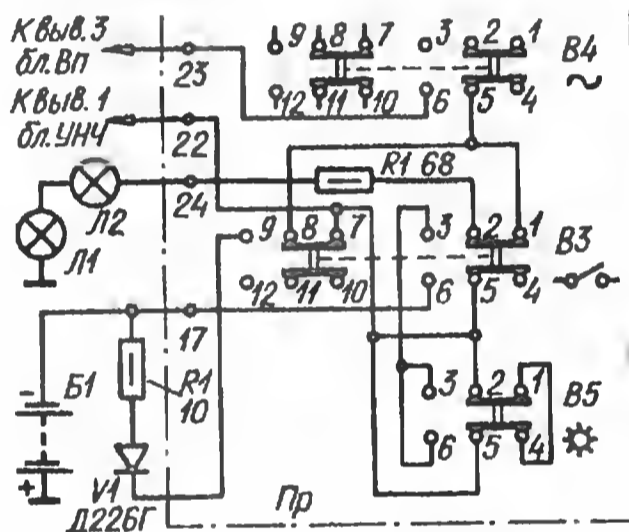 К выв. 3
бл. Вп
23
9 8 7 3 2 1
В4
12 11 10 6 5 4
К выв. 1
бл. УНЧ
22
R1 68
Л2
24
Л1
9 8 7 3 2 1
В3
12 11 10 6 5 4
17
Б1
-
+
R1
10
3 2 1
В5
6 5 4
V1
Д226Г
Пр